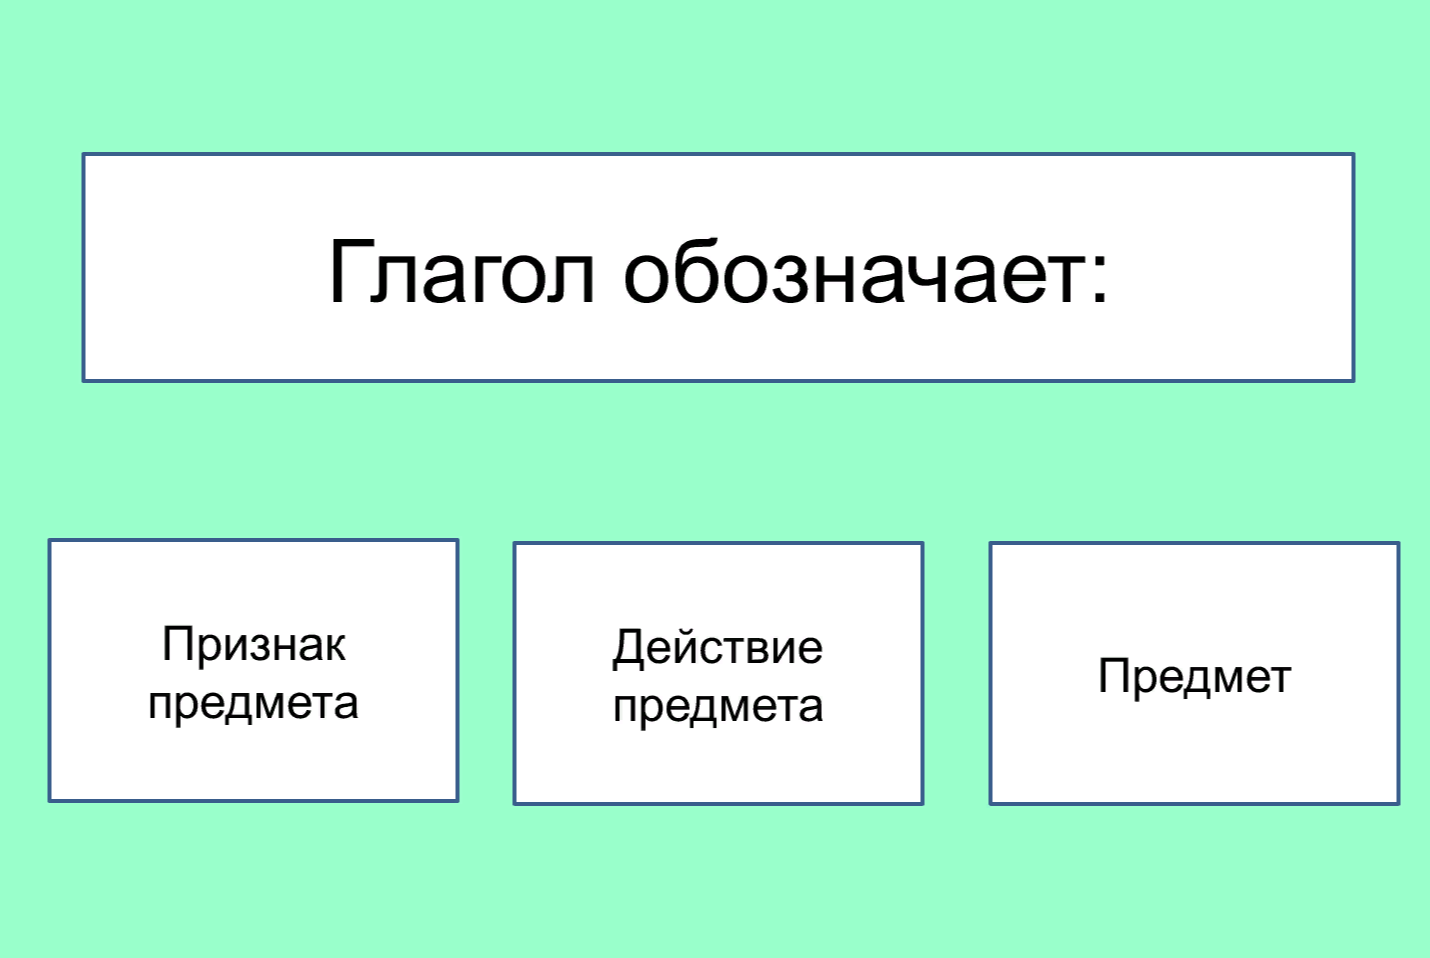 Глагол обозначает:
Признак
предмета
Действие
предмета
Предмет